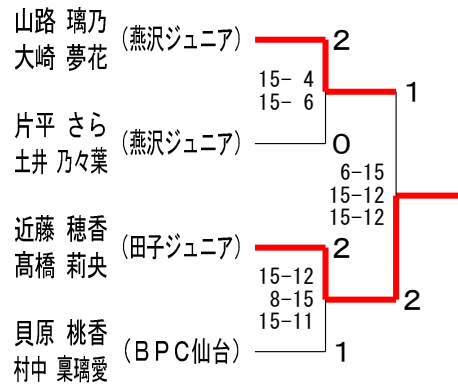 山路 璃乃
大崎 夢花
(燕沢ジュニア)
2
15- 4
15- 6
1
片平 さら
土井 乃々葉
(燕沢ジュニア)
0
6-15
15-12
15-12
近藤 穂香
髙橋 莉央
(田子ジュニア)
2
15-12
8-15
15-11
2
貝原 桃香
村中 稟璃愛
(BPC仙台)
1